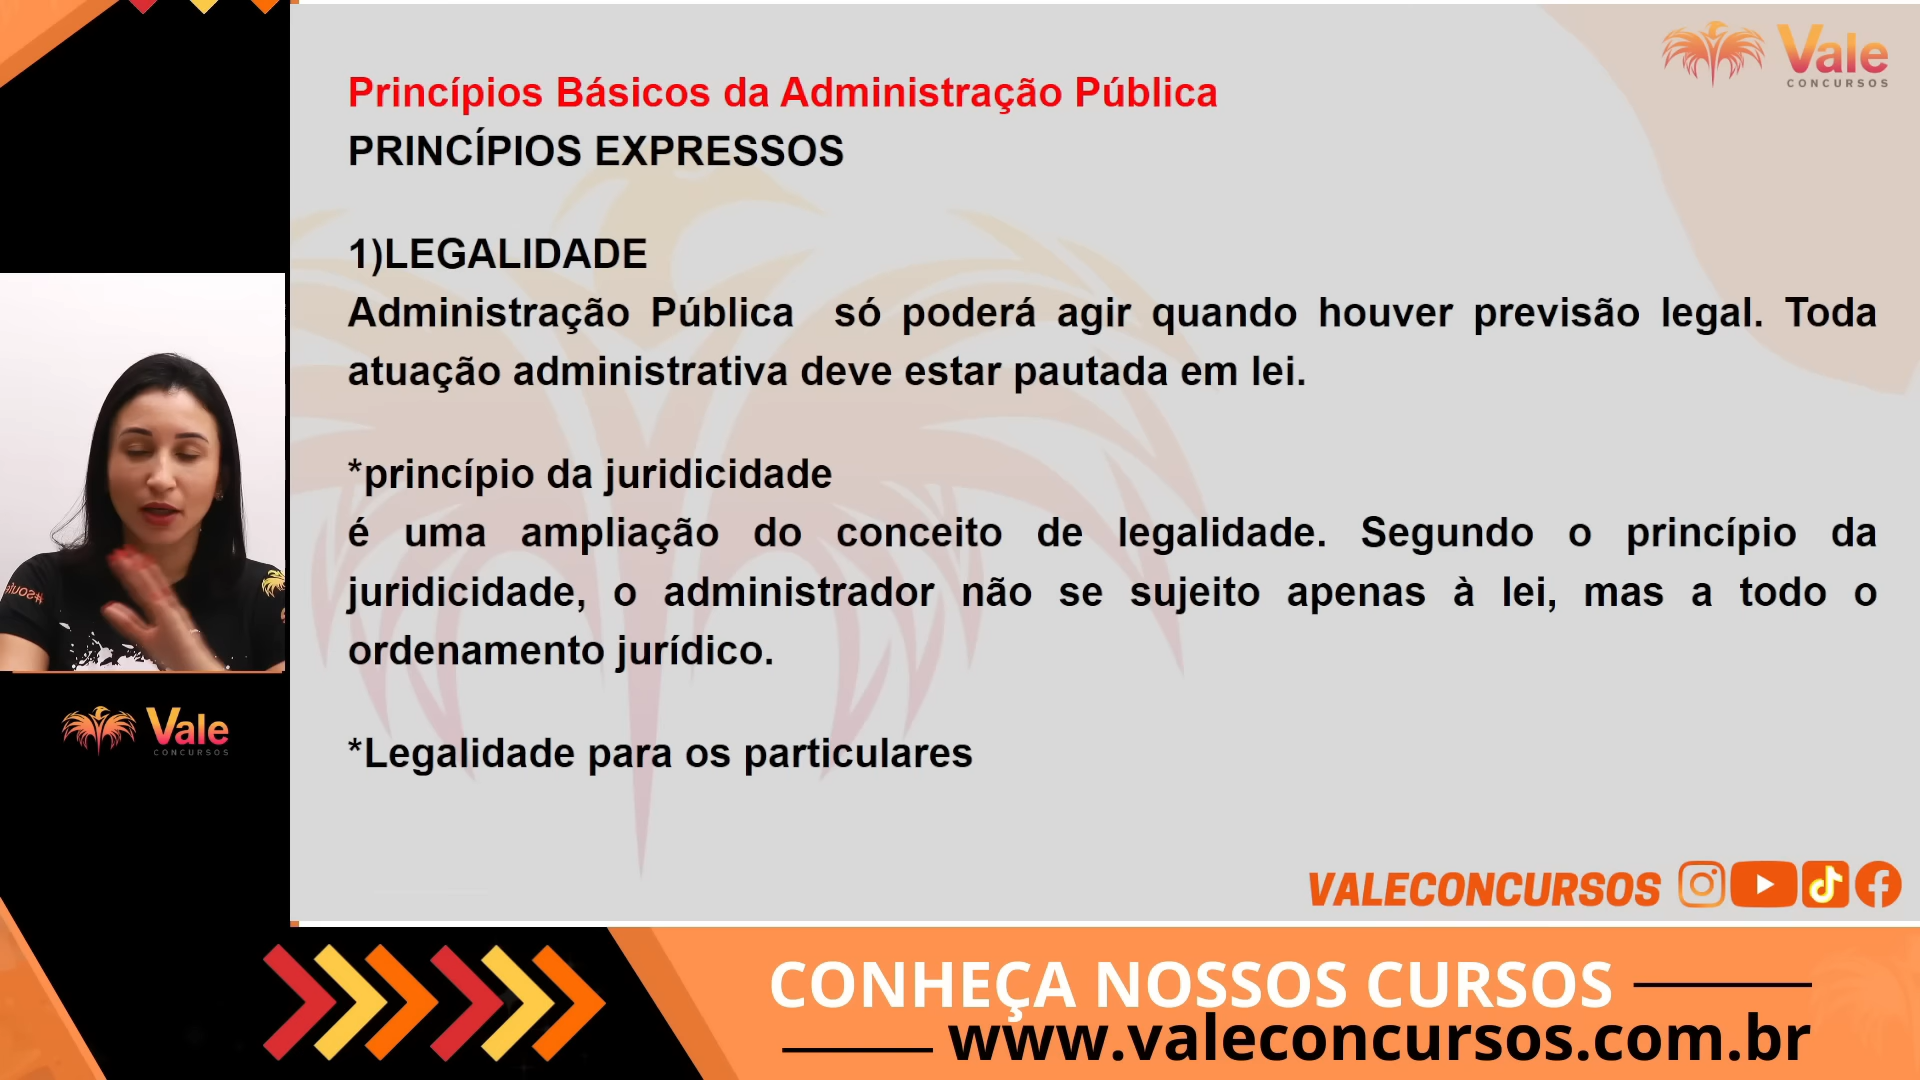 Vale
CONCURSOS
Princípios Básicos da Administração Pública
PRINCÍPIOS EXPRESSOS
1)LEGALIDADE
Administração Pública só poderá agir quando houver previsão legal. Toda
atuação administrativa deve estar pautada em lei.
*princípio da juridicidade
é uma ampliação do conceito de legalidade. Segundo o princípio da
juridicidade, o administrador não se sujeito apenas à lei, mas a todo o
ordenamento jurídico.
*Legalidade para os particulares
Vale
CONCURSOS
VALECONCURSOS
CONHEÇA NOSSOS CURSOS
www.valeconcursos.com.br